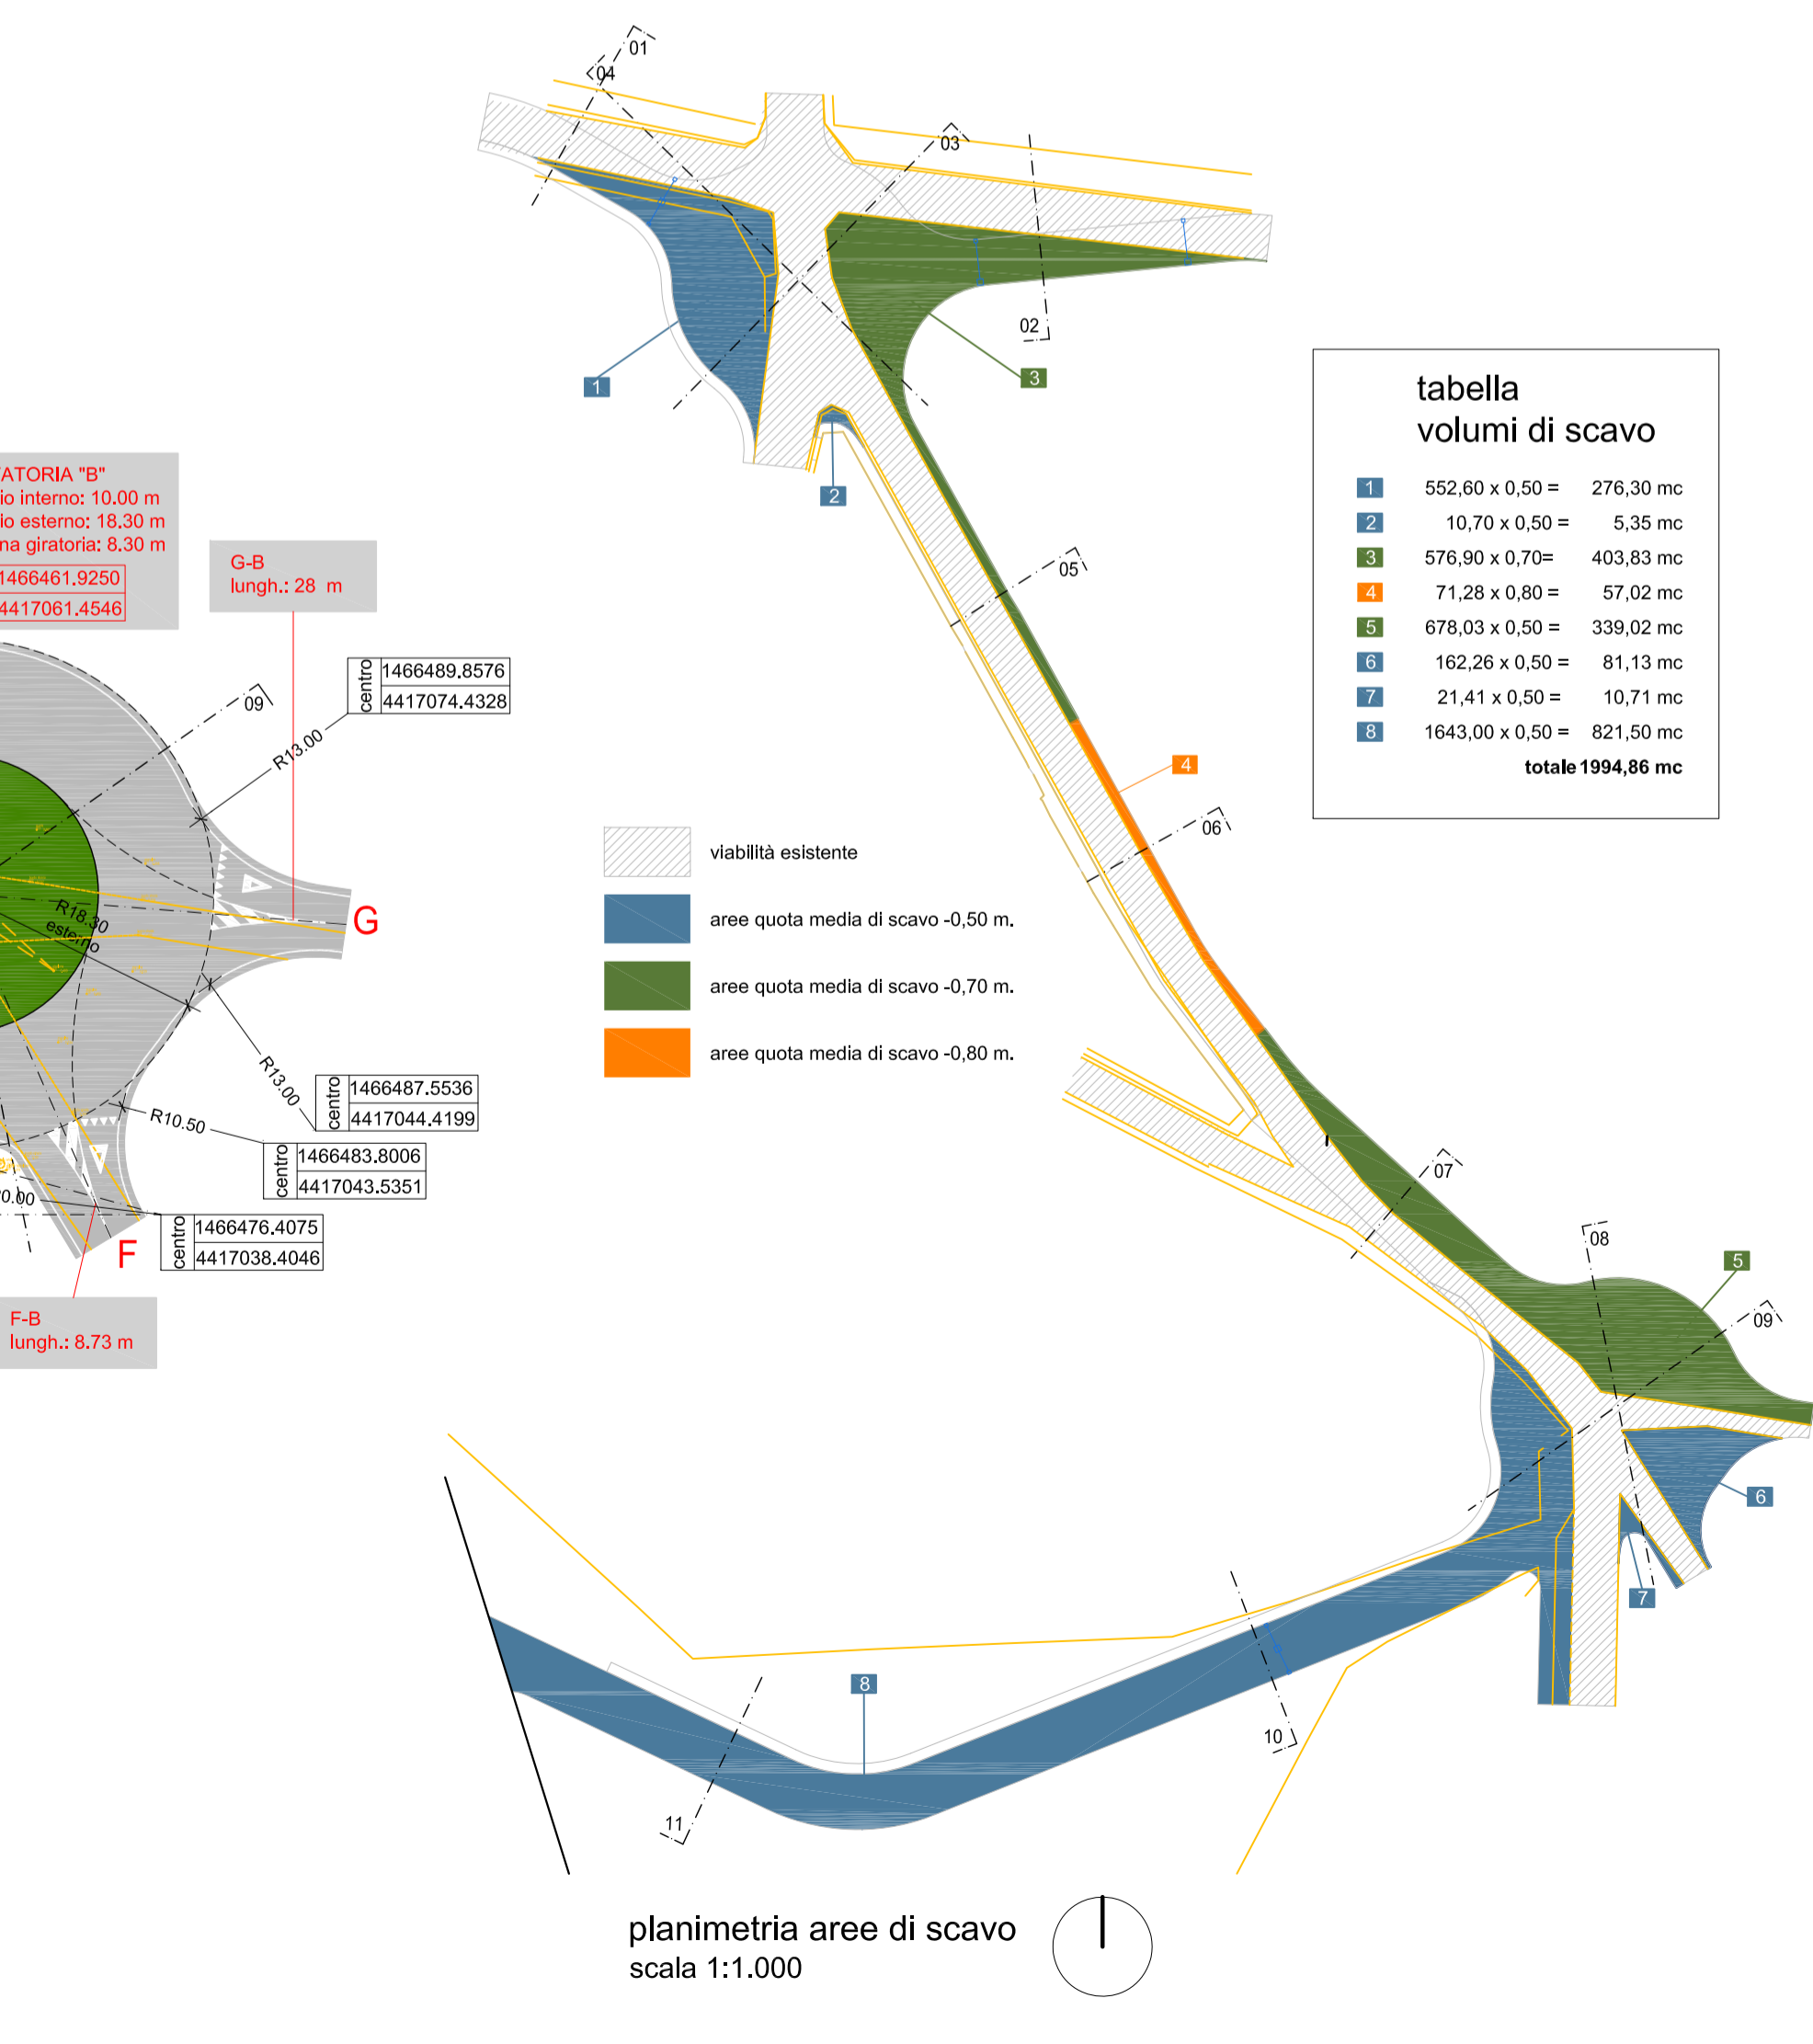 01
04
03
02
1
2
3
05
4
06
07
08
5
09
6
7
8
10
11
tabella
volumi di scavo
1 552,60 x 0,50 = 276,30 mc
2 10,70 x 0,50 = 5,35 mc
3 576,90 x 0,70= 403,83 mc
4 71,28 x 0,80 = 57,02 mc
5 678,03 x 0,50 = 339,02 mc
6 162,26 x 0,50 = 81,13 mc
7 21,41 x 0,50 = 10,71 mc
8 1643,00 x 0,50 = 821,50 mc
totale 1994,86 mc
viabilità esistente
aree quota media di scavo -0,50 m.
aree quota media di scavo -0,70 m.
aree quota media di scavo -0,80 m.
ATORIA "B"
io interno: 10.00 m
io esterno: 18.30 m
na giratoria: 8.30 m
1466461.9250
4417061.4546
G-B
lungh.: 28 m
09
centro
1466489.8576
4417074.4328
R13.00
R18.30
esterno
G
R13.00
centro
1466487.5536
4417044.4199
R10.50
centro
1466483.8006
4417043.5351
0.00
centro
1466476.4075
4417038.4046
F
F-B
lungh.: 8.73 m
planimetria aree di scavo
scala 1:1.000